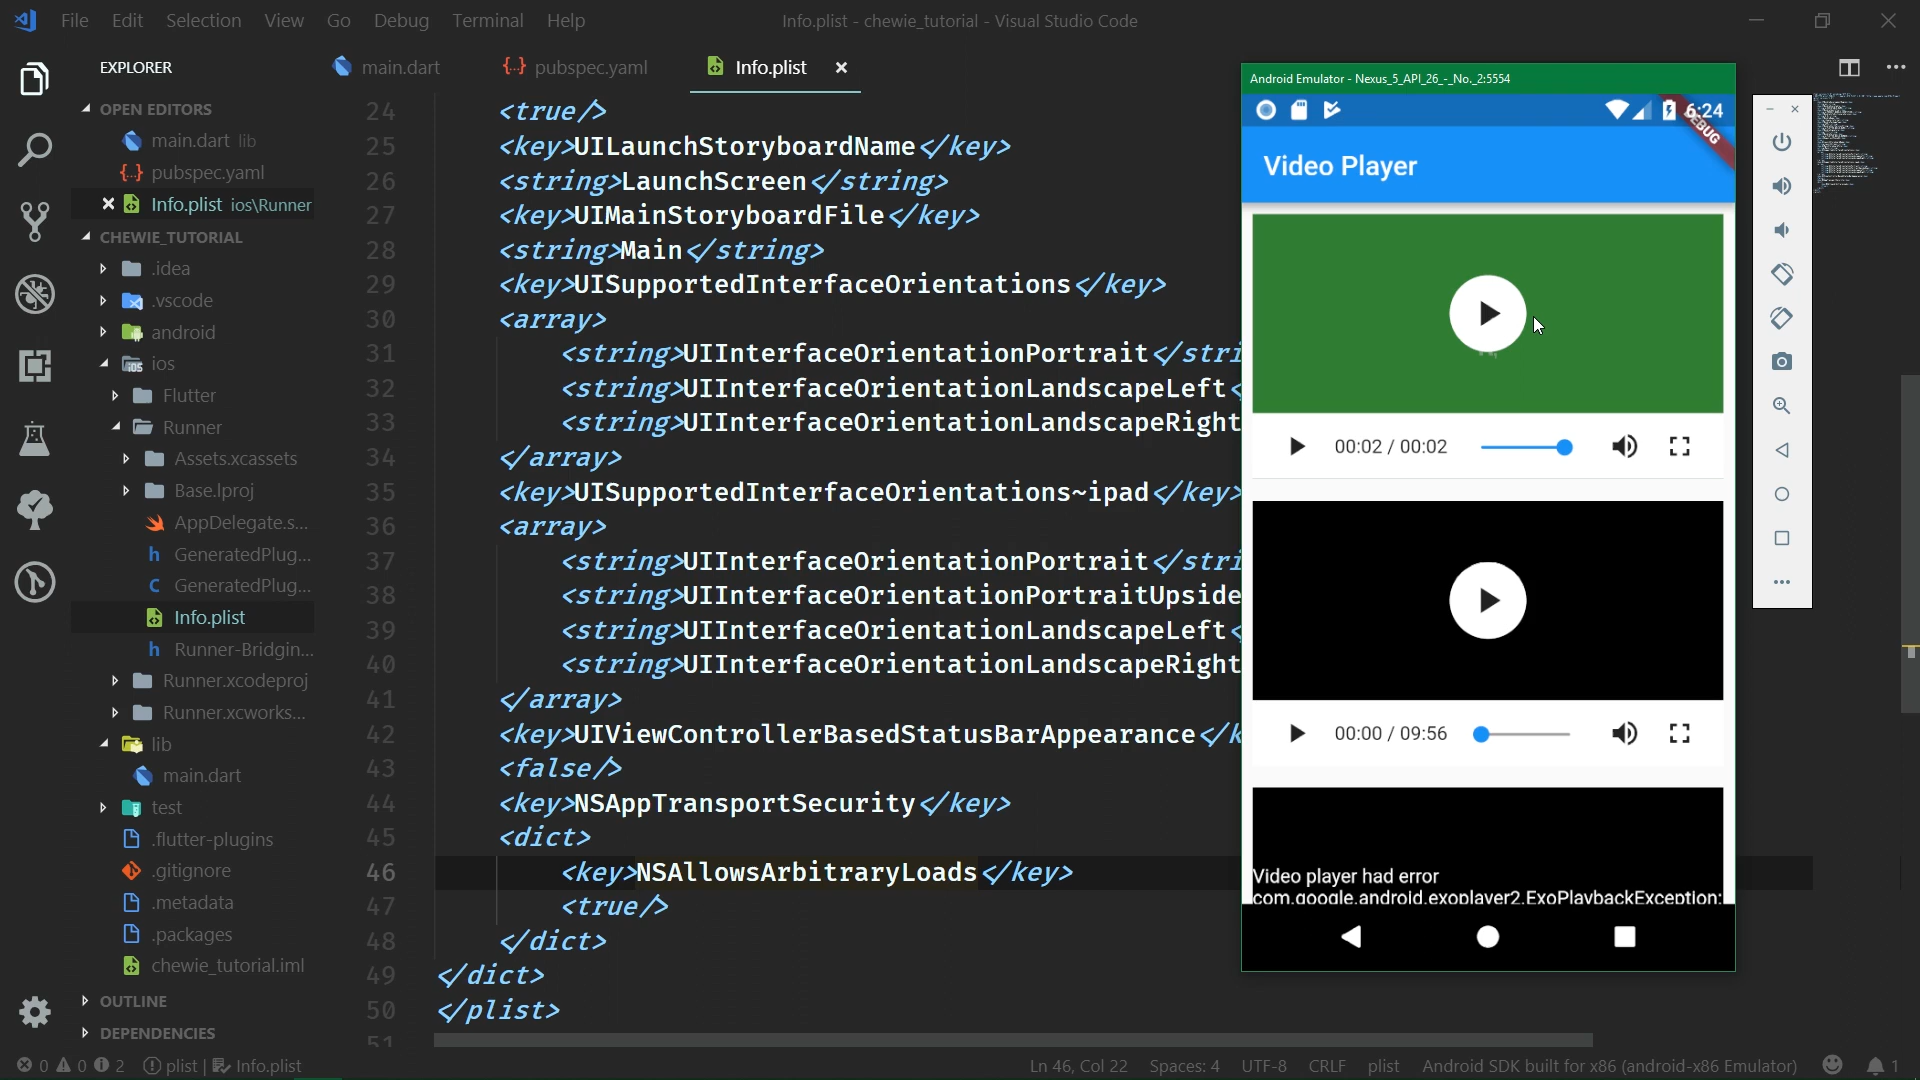 File Edit Selection View Go Debug Terminal Help
Info.plist - chewie_tutorial - Visual Studio Code
EXPLORER
main.dart
pubspec.yaml
Info.plist
OPEN EDITORS
main.dart lib
pubspec.yaml
Info.plist ios\Runner
CHEWIE_TUTORIAL
.idea
.vscode
android
ios
Flutter
Runner
Assets.xcassets
Base.lproj
AppDelegate.s...
GeneratedPlug...
GeneratedPlug...
Info.plist
Runner-Bridgin...
Runner.xcodeproj
Runner.xcworks...
lib
main.dart
test
.flutter-plugins
.gitignore
.metadata
.packages
chewie_tutorial.iml
OUTLINE
DEPENDENCIES
24 <true/>
25 <key>UILaunchStoryboardName</key>
26 <string>LaunchScreen</string>
27 <key>UIMainStoryboardFile</key>
28 <string>Main</string>
29 <key>UISupportedInterfaceOrientations</key>
30 <array>
31 <string>UIInterfaceOrientationPortrait</stri
32 <string>UIInterfaceOrientationLandscapeLeft<
33 <string>UIInterfaceOrientationLandscapeRight
34 </array>
35 <key>UISupportedInterfaceOrientations~ipad</key>
36 <array>
37 <string>UIInterfaceOrientationPortrait</stri
38 <string>UIInterfaceOrientationPortraitUpside
39 <string>UIInterfaceOrientationLandscapeLeft<
40 <string>UIInterfaceOrientationLandscapeRight
41 </array>
42 <key>UIViewControllerBasedStatusBarAppearance</k
43 <false/>
44 <key>NSAppTransportSecurity</key>
45 <dict>
46 <key>NSAllowsArbitraryLoads</key>
47 <true/>
48 </dict>
49 </dict>
50 </plist>
51
Android Emulator - Nexus_5_API_26_-_No._2:5554
6:24
DEBUG
Video Player
00:02 / 00:02
00:00 / 09:56
Video player had error
com.google.android.exoplayer2.ExoPlaybackException:
0 0 2 plist | Info.plist
Ln 46, Col 22 Spaces: 4 UTF-8 CRLF plist Android SDK built for x86 (android-x86 Emulator) 1